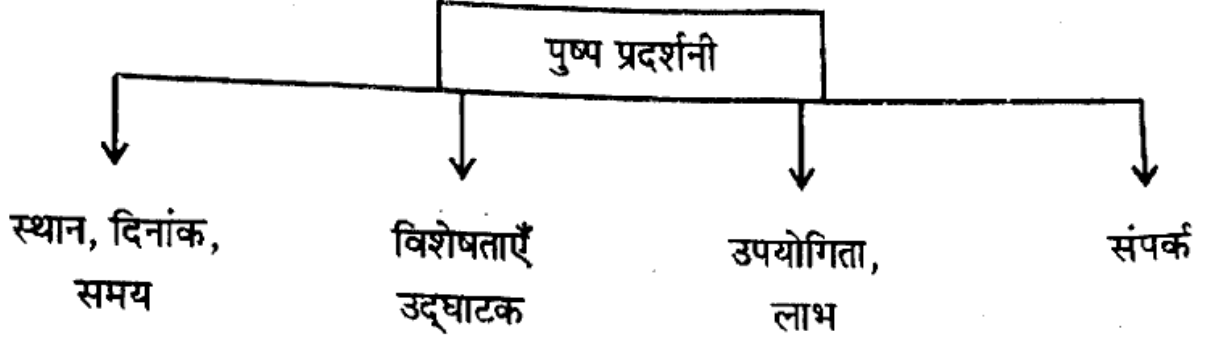 पुष्प प्रदर्शनी
स्थान, दिनांक,
समय
विशेषताएँ
उद्‌घाटक
उपयोगिता,
लाभ
संपर्क